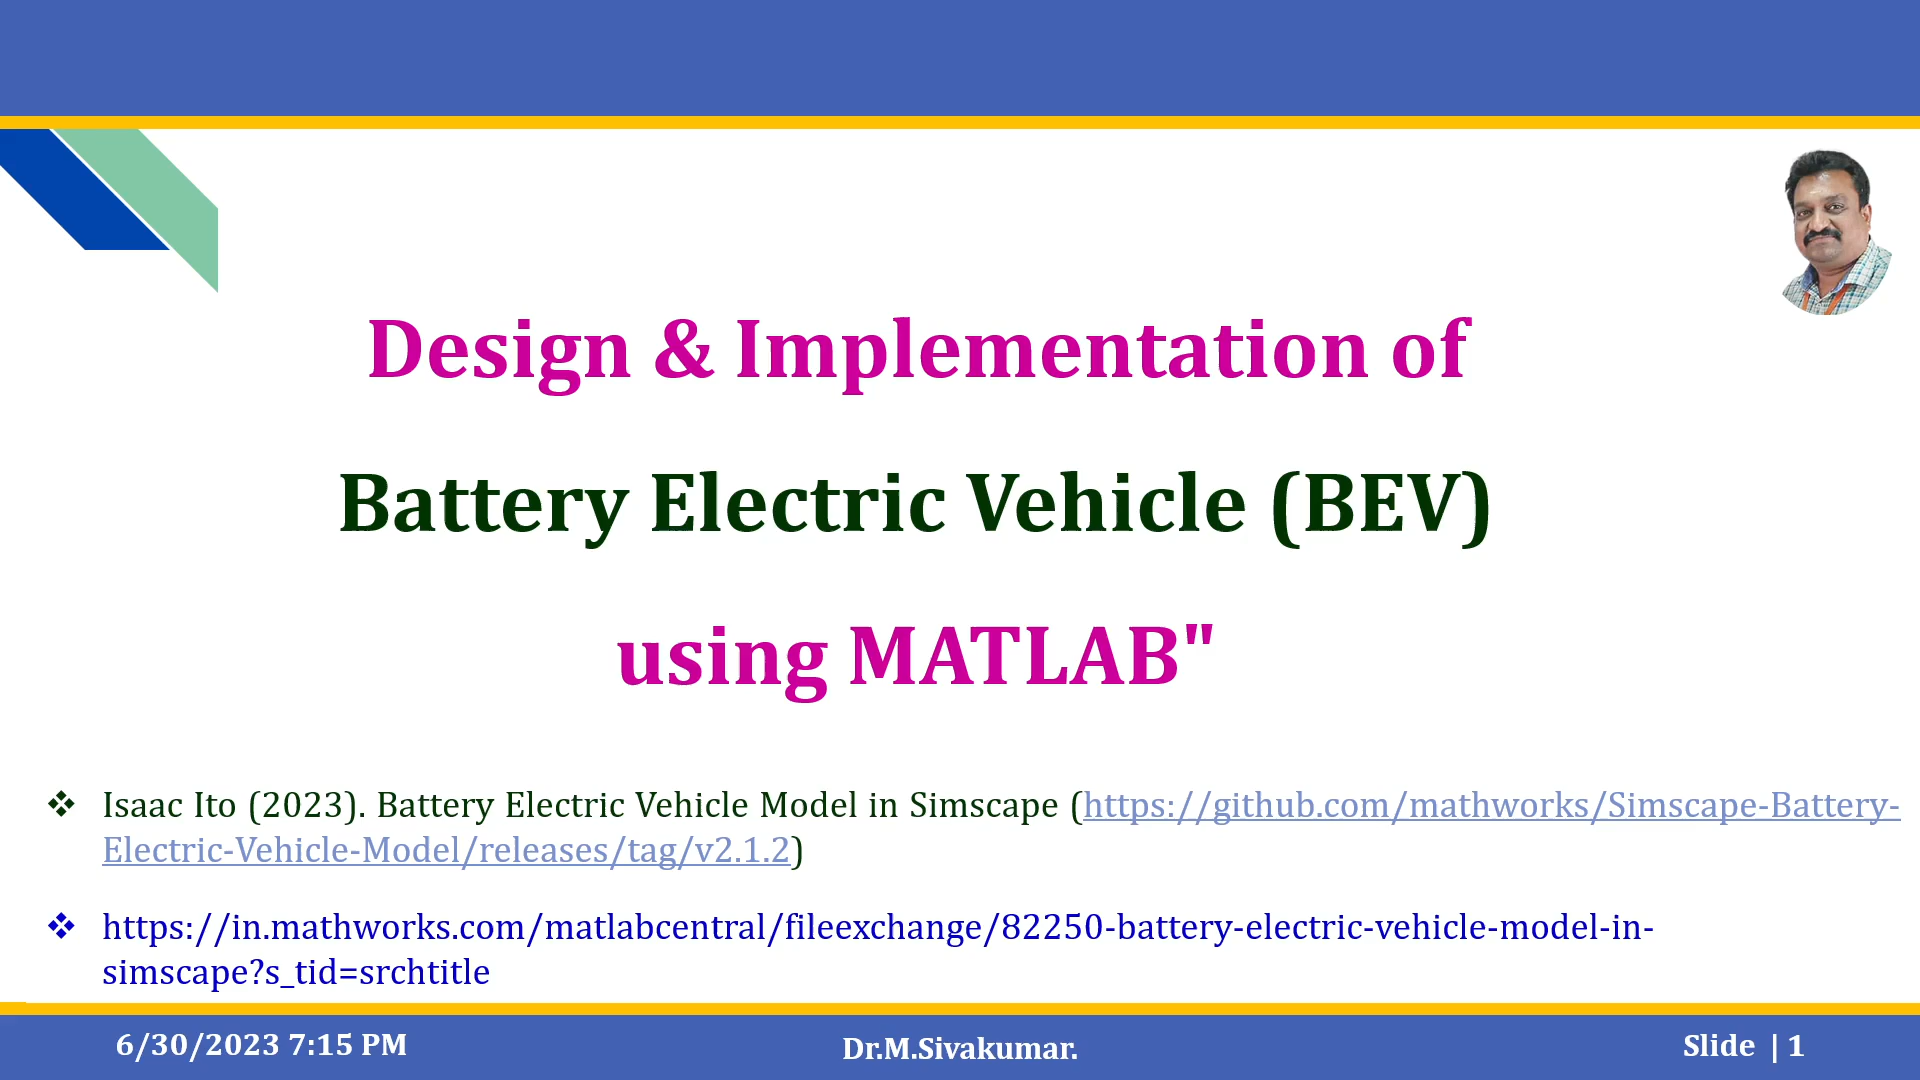 Design & Implementation of
Battery Electric Vehicle (BEV)
using MATLAB"
❖ Isaac Ito (2023). Battery Electric Vehicle Model in Simscape (https://github.com/mathworks/Simscape-Battery-
Electric-Vehicle-Model/releases/tag/v2.1.2)
❖ https://in.mathworks.com/matlabcentral/fileexchange/82250-battery-electric-vehicle-model-in-
simscape?s_tid=srchtitle
6/30/2023 7:15 PM
Dr.M.Sivakumar.
Slide | 1